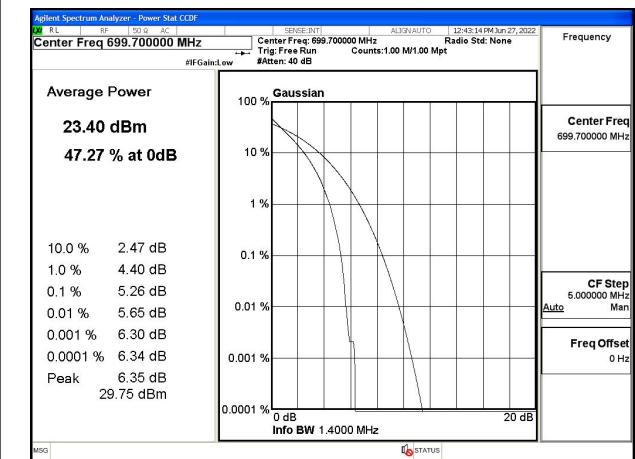 Agilent Spectrum Analyzer - Power Stat CCDF
LXI RL RF 50 Ω AC SENSE:INT ALIGN AUTO 12:43:14 PM Jun 27, 2022
Center Freq 699.700000 MHz
Center Freq: 699.700000 MHz Radio Std: None
Trig: Free Run Counts:1.00 M/1.00 Mpt
#IFGain:Low #Atten: 40 dB
Frequency
Average Power
23.40 dBm
47.27 % at 0dB
10.0 % 2.47 dB
1.0 % 4.40 dB
0.1 % 5.26 dB
0.01 % 5.65 dB
0.001 % 6.30 dB
0.0001 % 6.34 dB
Peak 6.35 dB
29.75 dBm
Gaussian
100 %
10 %
1 %
0.1 %
0.01 %
0.001 %
0.0001 %
0 dB 20 dB
Info BW 1.4000 MHz
Center Freq
699.700000 MHz
CF Step
5.000000 MHz
Auto Man
Freq Offset
0 Hz
MSG STATUS